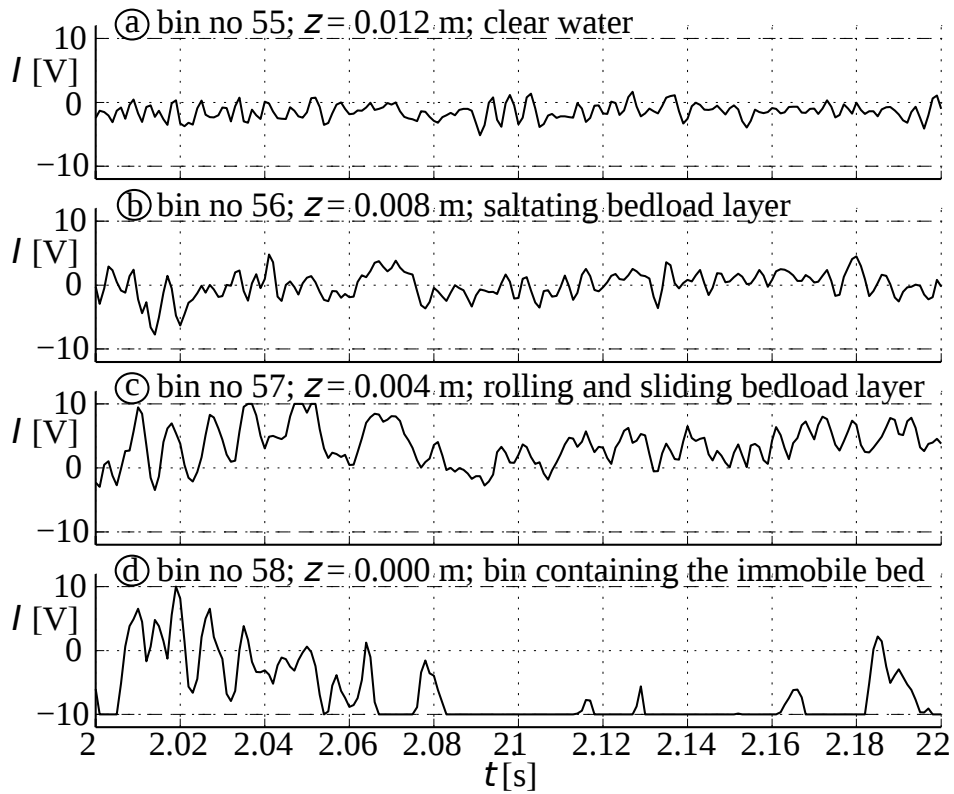 ⓐ bin no 55; z = 0.012 m; clear water
10
I [V]
0
−10
ⓑ bin no 56; z = 0.008 m; saltating bedload layer
10
I [V]
0
−10
ⓒ bin no 57; z = 0.004 m; rolling and sliding bedload layer
10
I [V]
0
−10
ⓓ bin no 58; z = 0.000 m; bin containing the immobile bed
10
I [V]
0
−10
2 2.02 2.04 2.06 2.08 2.1 2.12 2.14 2.16 2.18 22
t [s]